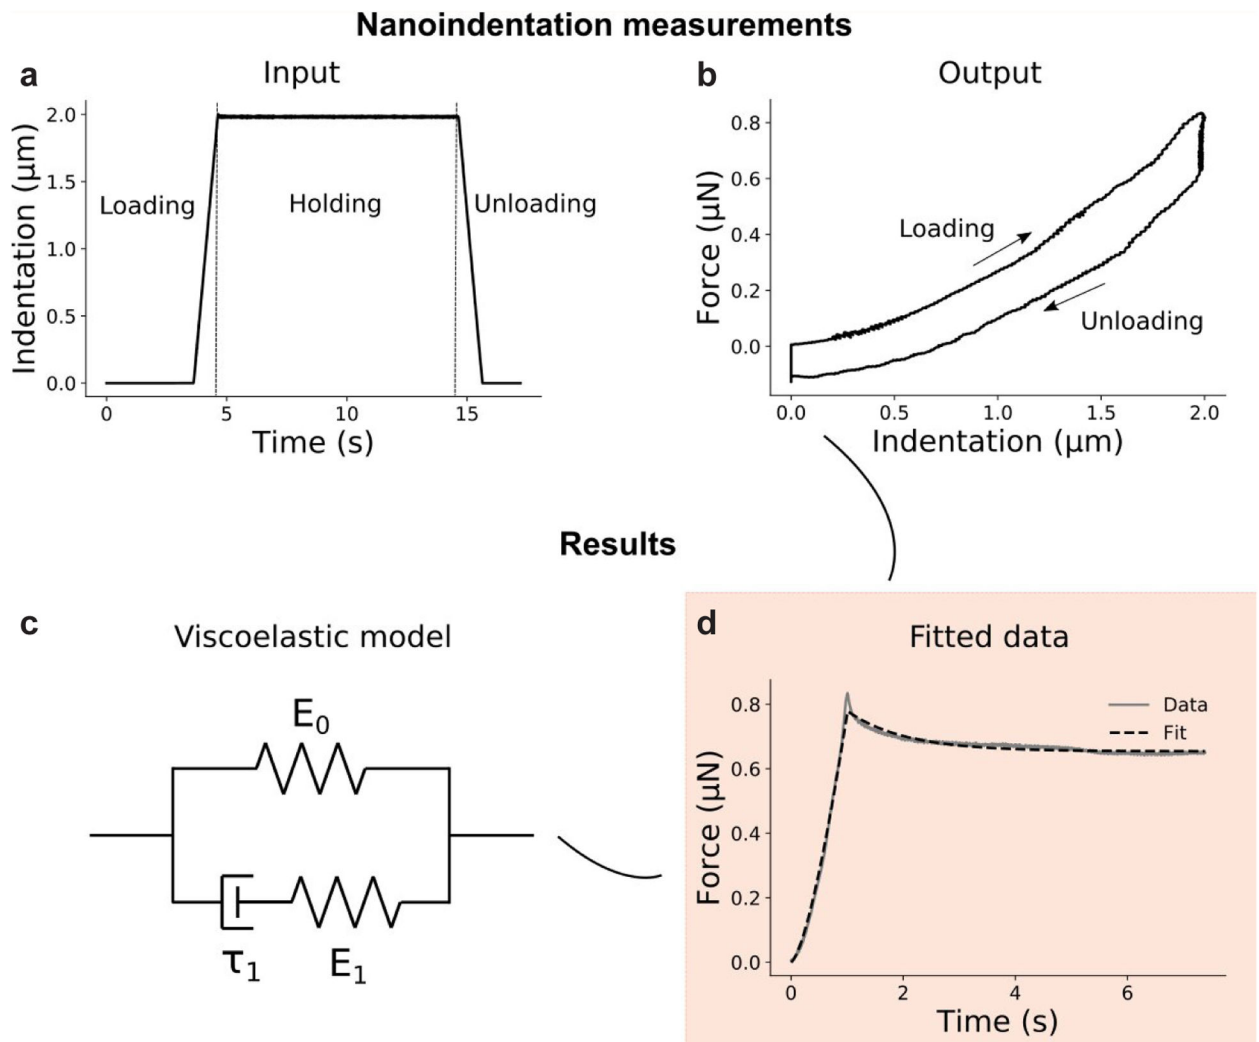 Nanoindentation measurements
a
Input
Indentation (μm)
2.0
1.5
1.0
0.5
0.0
Loading
Holding
Unloading
0
5
10
15
Time (s)
b
Output
Force (μN)
0.8
0.6
0.4
0.2
0.0
Loading
Unloading
0.0
0.5
1.0
1.5
2.0
Indentation (μm)
Results
c
Viscoelastic model
E₀
τ₁
E₁
d
Fitted data
Force (μN)
0.8
0.6
0.4
0.2
0.0
Data
Fit
0
2
4
6
Time (s)